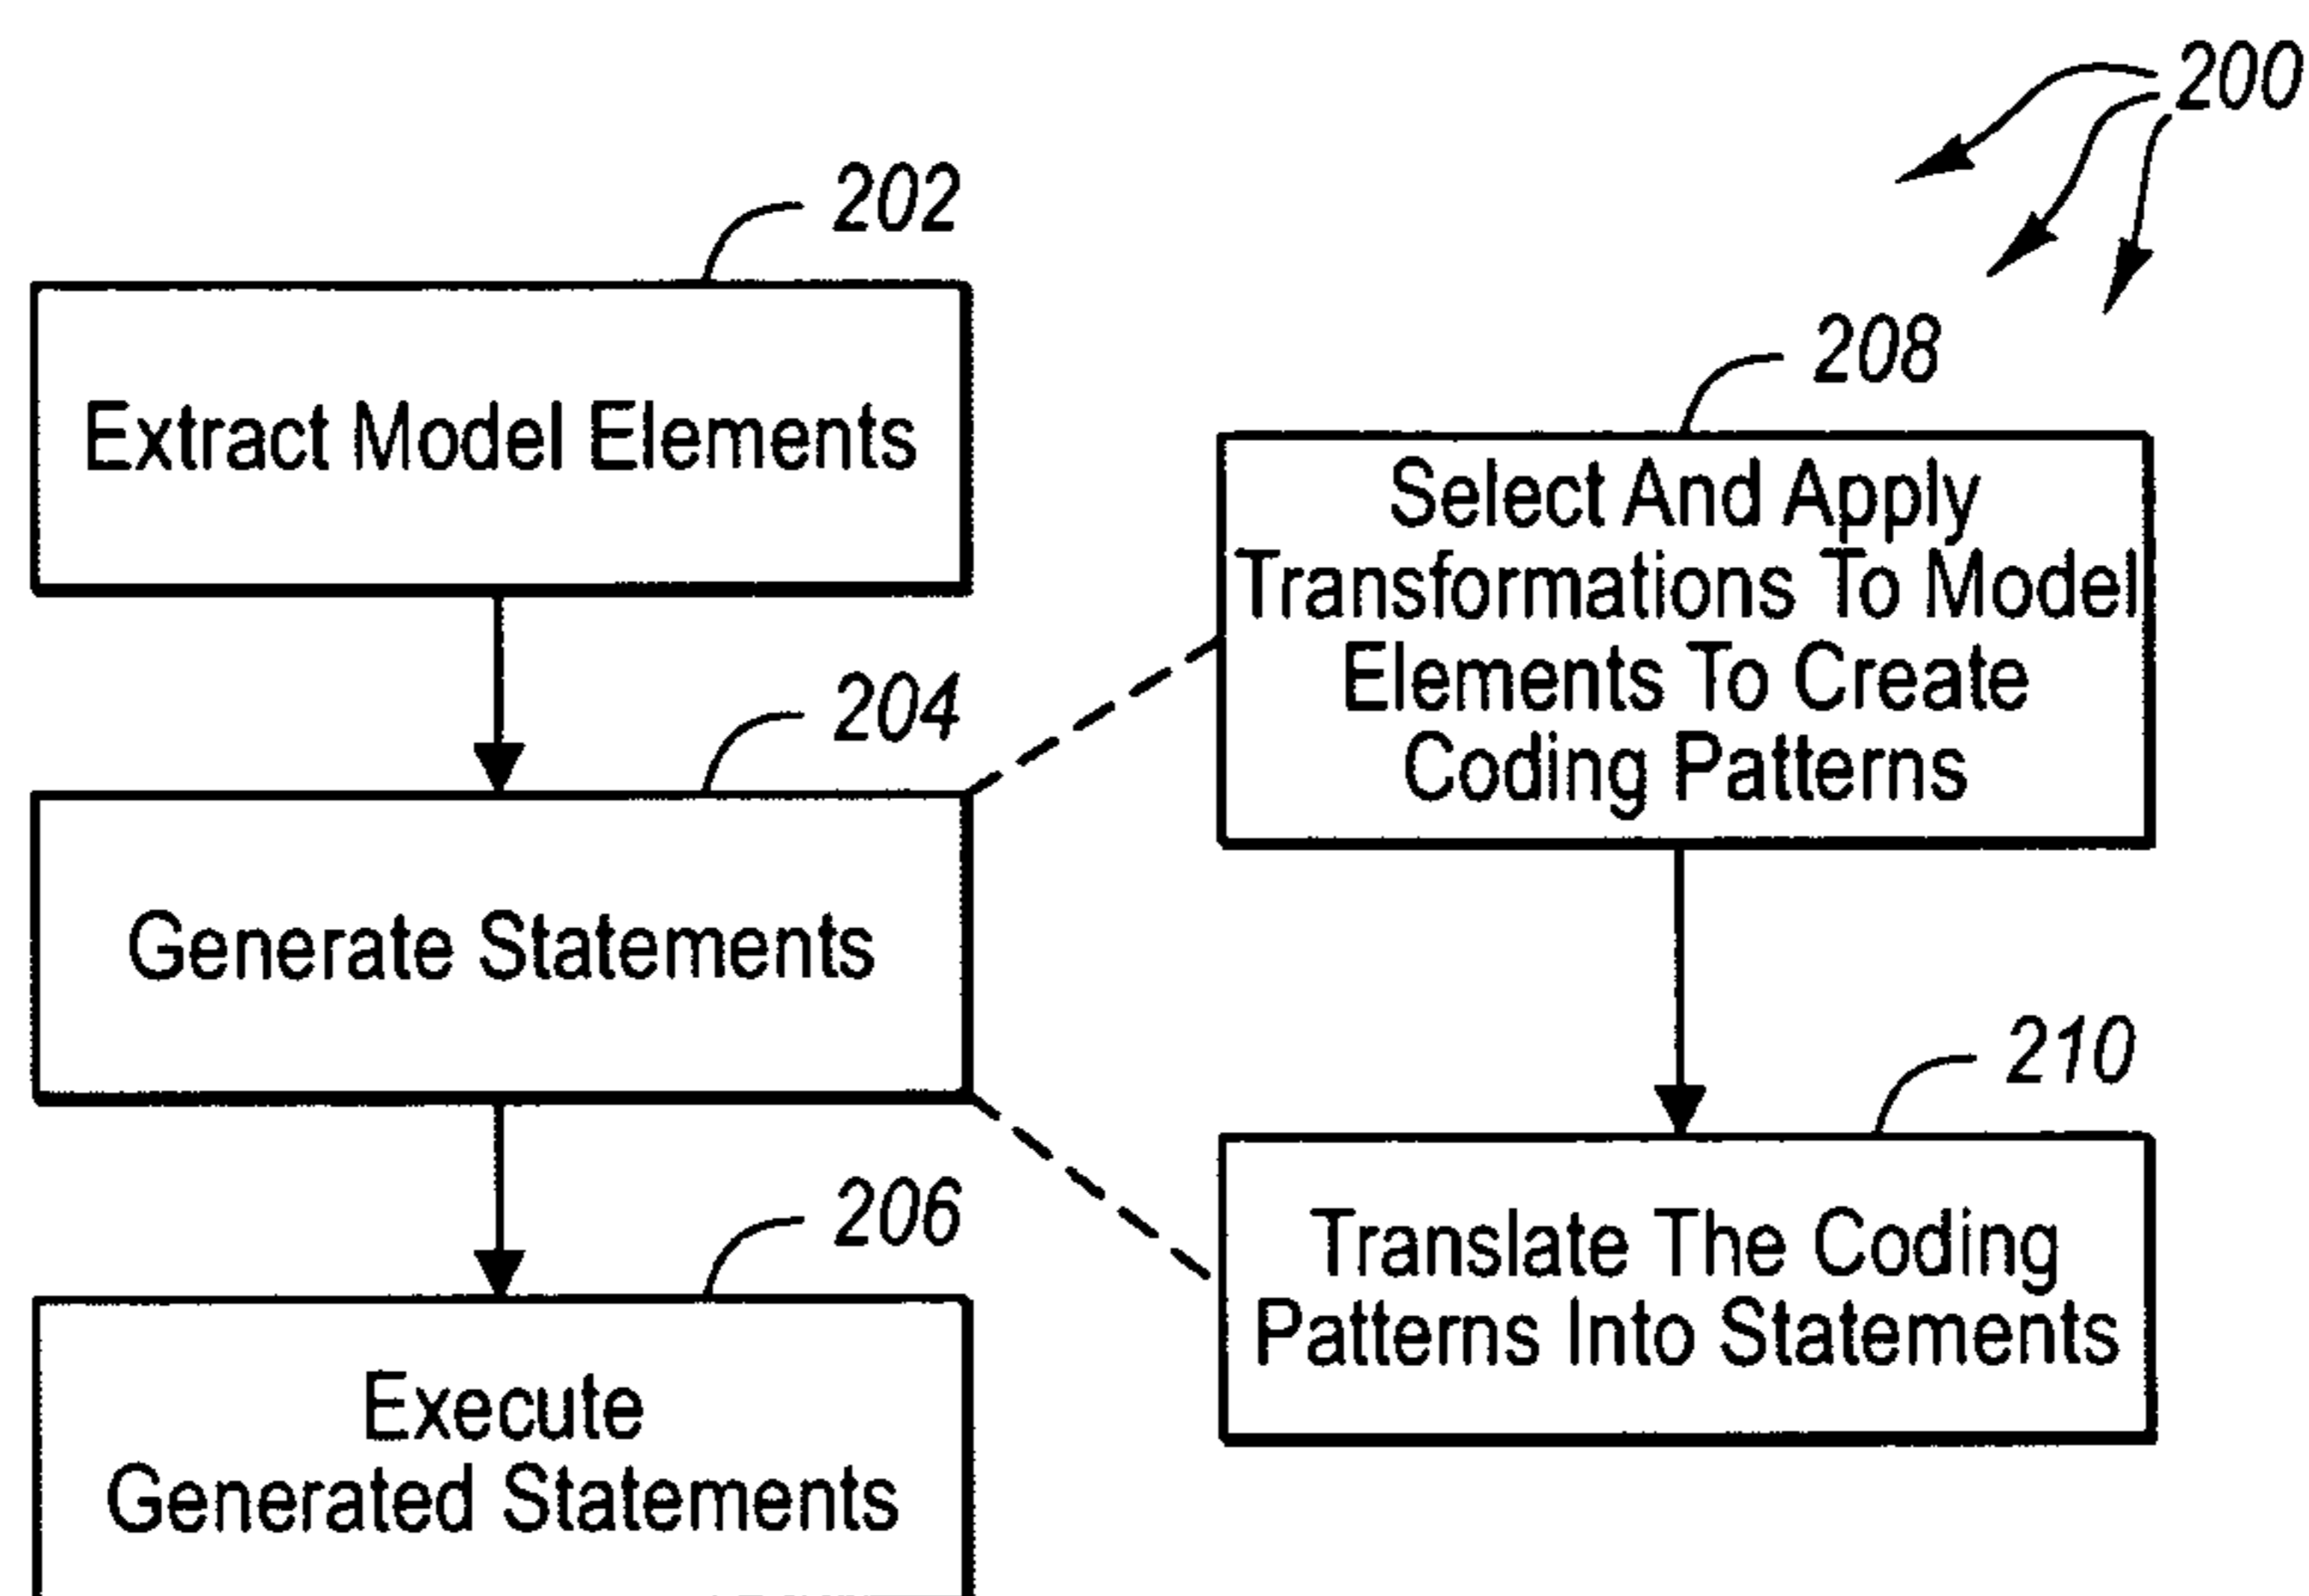 200
202
Extract Model Elements
208
Select And Apply
Transformations To Model
Elements To Create
Coding Patterns
204
Generate Statements
210
Translate The Coding
Patterns Into Statements
206
Execute
Generated Statements